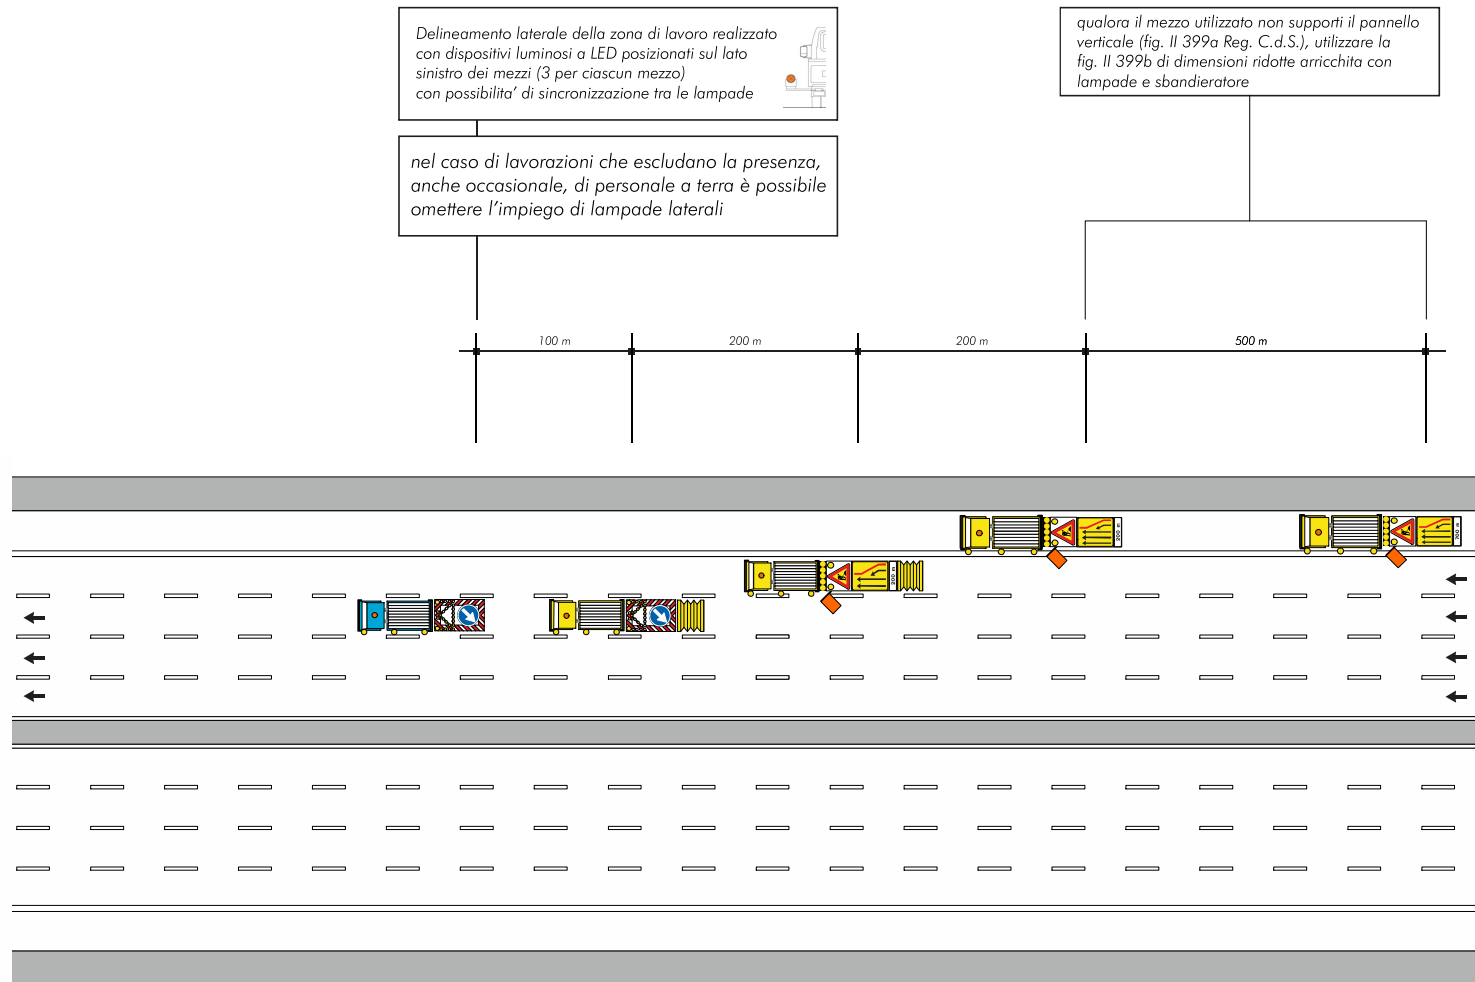 Delineamento laterale della zona di lavoro realizzato
con dispositivi luminosi a LED posizionati sul lato
sinistro dei mezzi (3 per ciascun mezzo)
con possibilita' di sincronizzazione tra le lampade
nel caso di lavorazioni che escludano la presenza,
anche occasionale, di personale a terra è possibile
omettere l'impiego di lampade laterali
qualora il mezzo utilizzato non supporti il pannello
verticale (fig. II 399a Reg. C.d.S.), utilizzare la
fig. II 399b di dimensioni ridotte arricchita con
lampade e sbandieratore
100 m
200 m
200 m
500 m
200 m
200 m
700 m